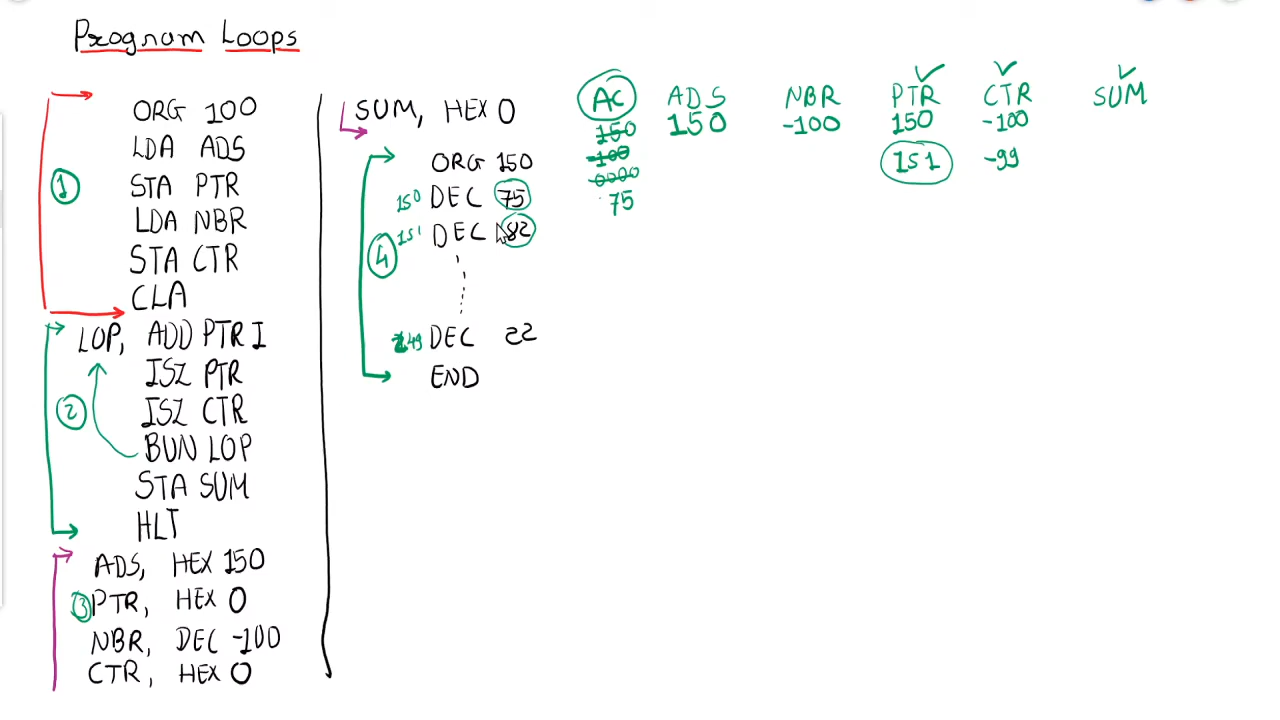 Program Loops
ORG 100
LDA ADS
STA PTR
LDA NBR
STA CTR
CLA
LOP, ADD PTR I
ISZ PTR
ISZ CTR
BUN LOP
STA SUM
HLT
ADS, HEX 150
PTR, HEX 0
NBR, DEC -100
CTR, HEX 0
1
2
3
SUM, HEX 0
ORG 150
150 DEC 75
151 DEC 82
249 DEC 22
END
4
AC ADS NBR PTR CTR SUM
150 150 -100 150 -100
-100 151 -99
0000
75